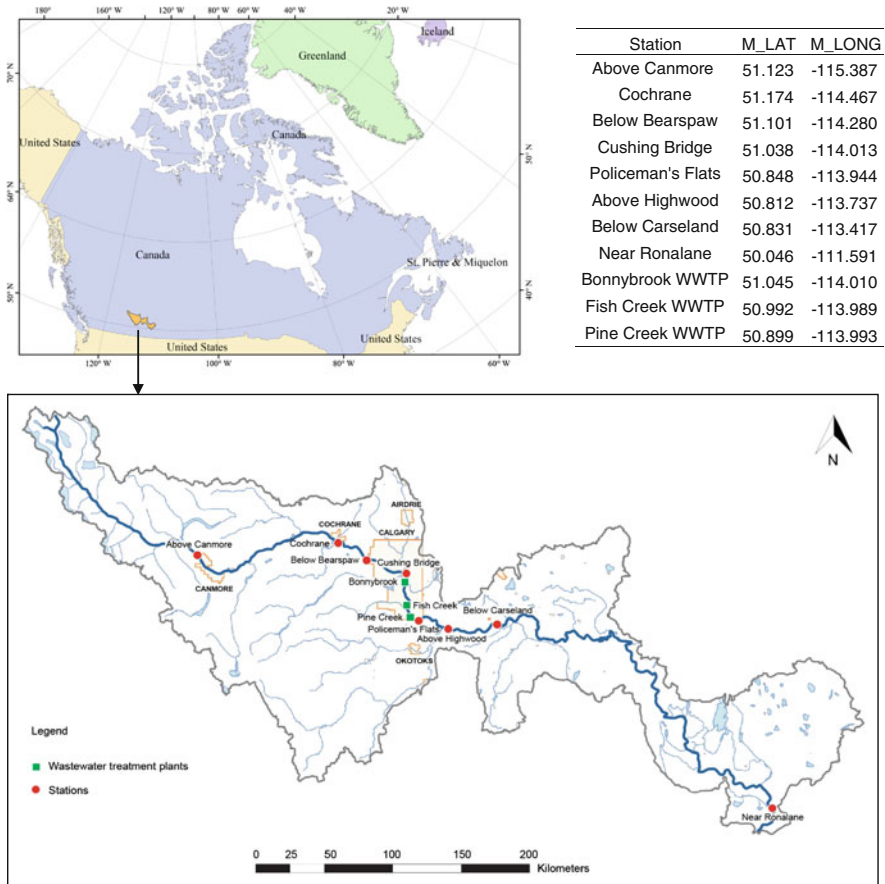 180° 160° W 140° W 100° W 60° W 40° W 20° W
Iceland
Greenland
70° N
Canada
United States
50° N
60° N
Canada
St. Pierre & Miquelon
50° N
40° N
United States
United States
120° W 100° W 80° W 60° W
Station M_LAT M_LONG
Above Canmore 51.123 -115.387
Cochrane 51.174 -114.467
Below Bearspaw 51.101 -114.280
Cushing Bridge 51.038 -114.013
Policeman's Flats 50.848 -113.944
Above Highwood 50.812 -113.737
Below Carseland 50.831 -113.417
Near Ronalane 50.046 -111.591
Bonnybrook WWTP 51.045 -114.010
Fish Creek WWTP 50.992 -113.989
Pine Creek WWTP 50.899 -113.993
N
AIRDRIE
COCHRANE
CALGARY
Above Canmore
Cochrane
Below Bearspaw
Cushing Bridge
Bonnybrook
CANMORE
Fish Creek
Below Carseland
Pine Creek
Policeman's Flats
Above Highwood
OKOTOKS
Legend
Wastewater treatment plants
Stations
Near Ronalane
0 25 50 100 150 200
Kilometers